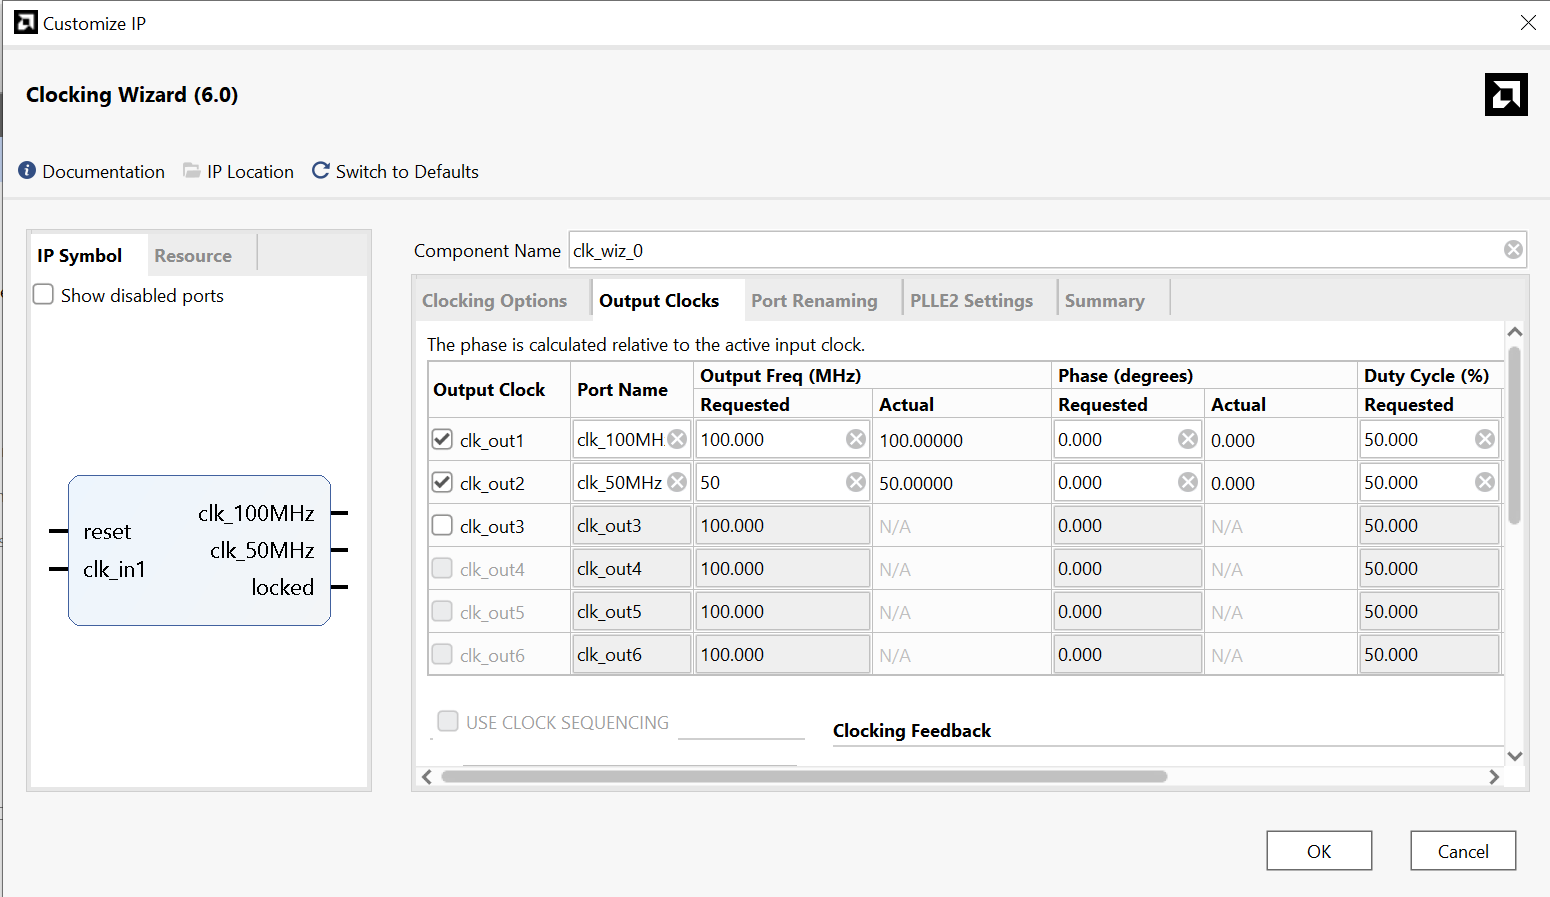 Customize IP
Clocking Wizard (6.0)
Documentation IP Location Switch to Defaults
IP Symbol Resource
Show disabled ports
reset
clk_in1
clk_100MHz
clk_50MHz
locked
Component Name clk_wiz_0
Clocking Options Output Clocks Port Renaming PLLE2 Settings Summary
The phase is calculated relative to the active input clock.
Output Clock Port Name Output Freq (MHz) Phase (degrees) Duty Cycle (%)
Requested Actual Requested Actual Requested
clk_out1 clk_100MH 100.000 100.00000 0.000 0.000 50.000
clk_out2 clk_50MHz 50 50.00000 0.000 0.000 50.000
clk_out3 clk_out3 100.000 N/A 0.000 N/A 50.000
clk_out4 clk_out4 100.000 N/A 0.000 N/A 50.000
clk_out5 clk_out5 100.000 N/A 0.000 N/A 50.000
clk_out6 clk_out6 100.000 N/A 0.000 N/A 50.000
USE CLOCK SEQUENCING Clocking Feedback
OK Cancel